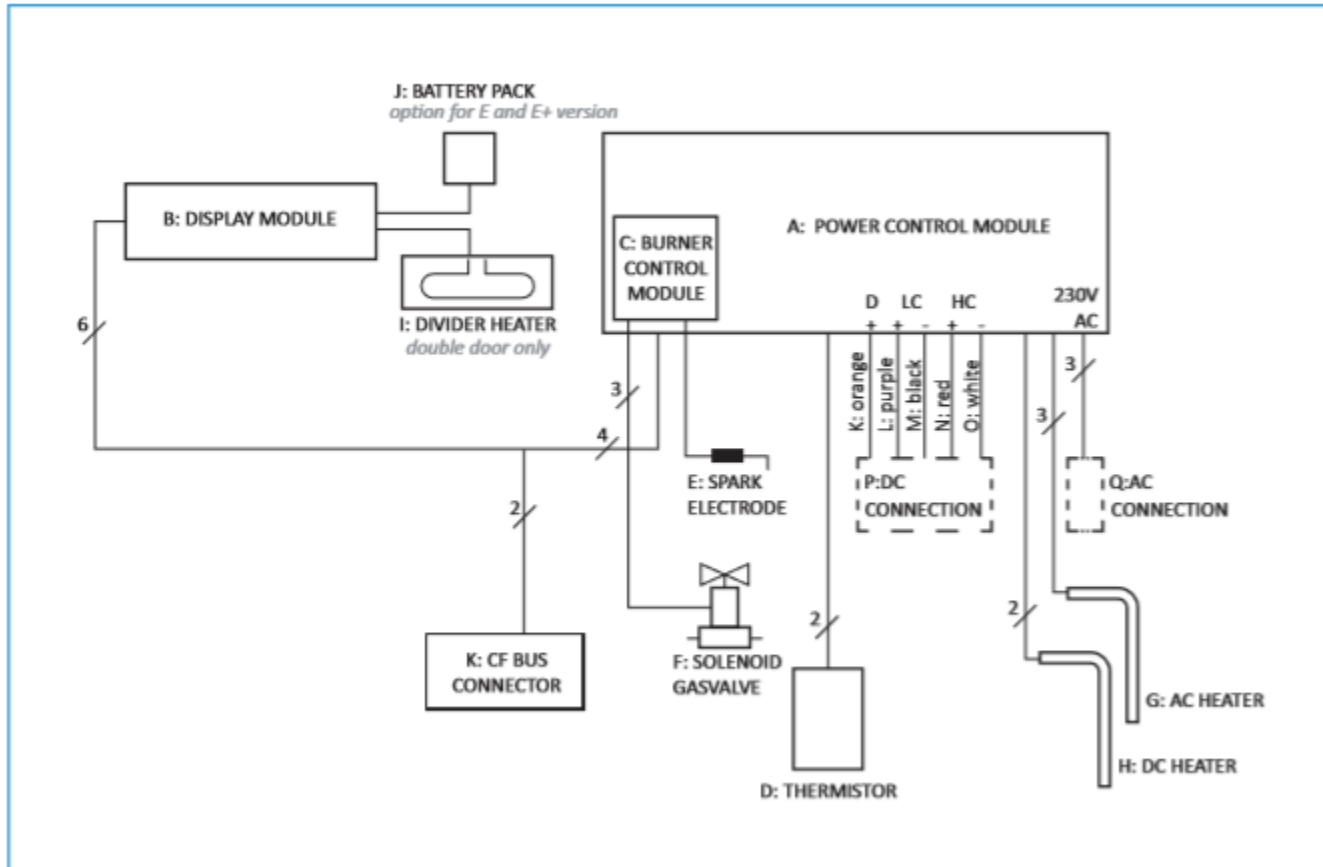 J: BATTERY PACK
option for E and E+ version
B: DISPLAY MODULE
A: POWER CONTROL MODULE
C: BURNER
CONTROL
MODULE
I: DIVIDER HEATER
double door only
D LC HC
+ + - + -
230V
AC
K: orange
L: purple
M: black
N: red
O: white
6
3
4
2
3
3
E: SPARK
ELECTRODE
P:DC
CONNECTION
Q:AC
CONNECTION
2
2
K: CF BUS
CONNECTOR
F: SOLENOID
GASVALVE
D: THERMISTOR
G: AC HEATER
H: DC HEATER